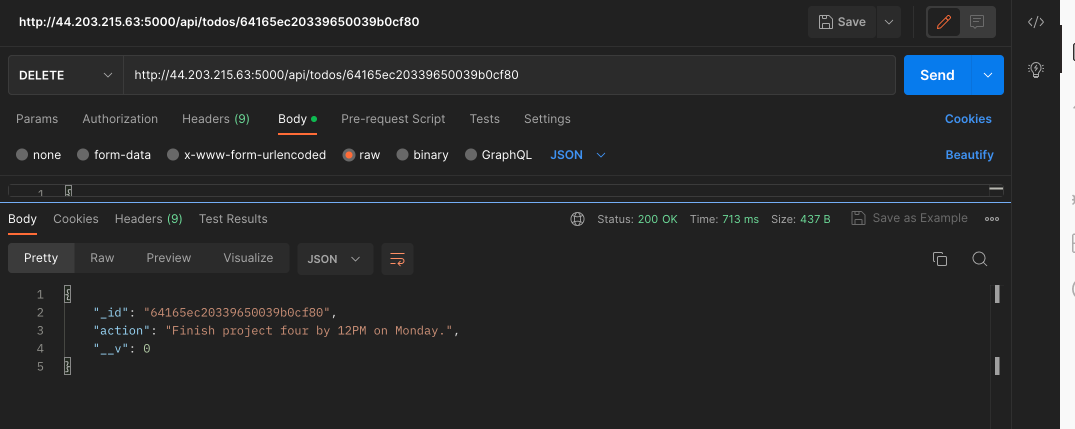 http://44.203.215.63:5000/api/todos/64165ec20339650039b0cf80 Save
DELETE http://44.203.215.63:5000/api/todos/64165ec20339650039b0cf80 Send
Params Authorization Headers (9) Body Pre-request Script Tests Settings Cookies
none form-data x-www-form-urlencoded raw binary GraphQL JSON Beautify
1 {
Body Cookies Headers (9) Test Results Status: 200 OK Time: 713 ms Size: 437 B Save as Example
Pretty Raw Preview Visualize JSON
1 {
2 "_id": "64165ec20339650039b0cf80",
3 "action": "Finish project four by 12PM on Monday.",
4 "__v": 0
5 }